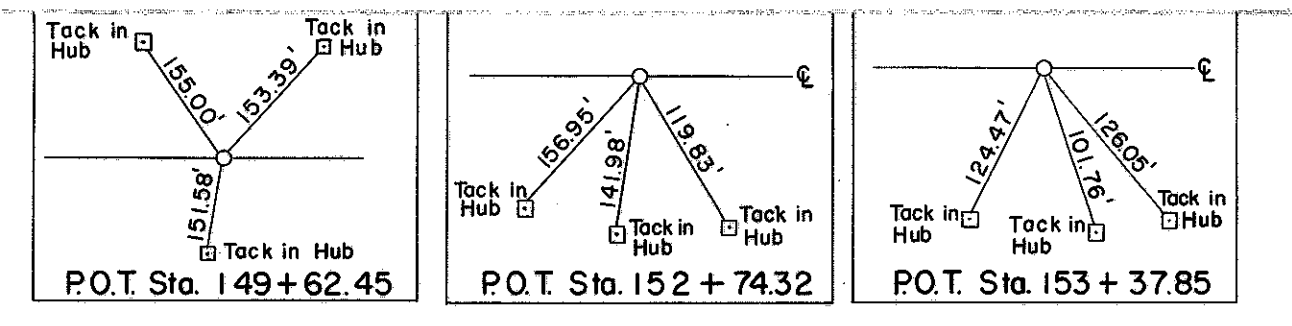 Tack in
Hub
Tack in
Hub
155.00'
153.39'
151.58'
Tack in Hub
P.O.T. Sta. 149+62.45
℄
156.95'
141.98'
119.83'
Tack in
Hub
Tack in
Hub
Tack in
Hub
P.O.T. Sta. 152+74.32
℄
124.47'
101.76'
126.05'
Tack in
Hub
Tack in
Hub
Tack in
Hub
P.O.T. Sta. 153+37.85